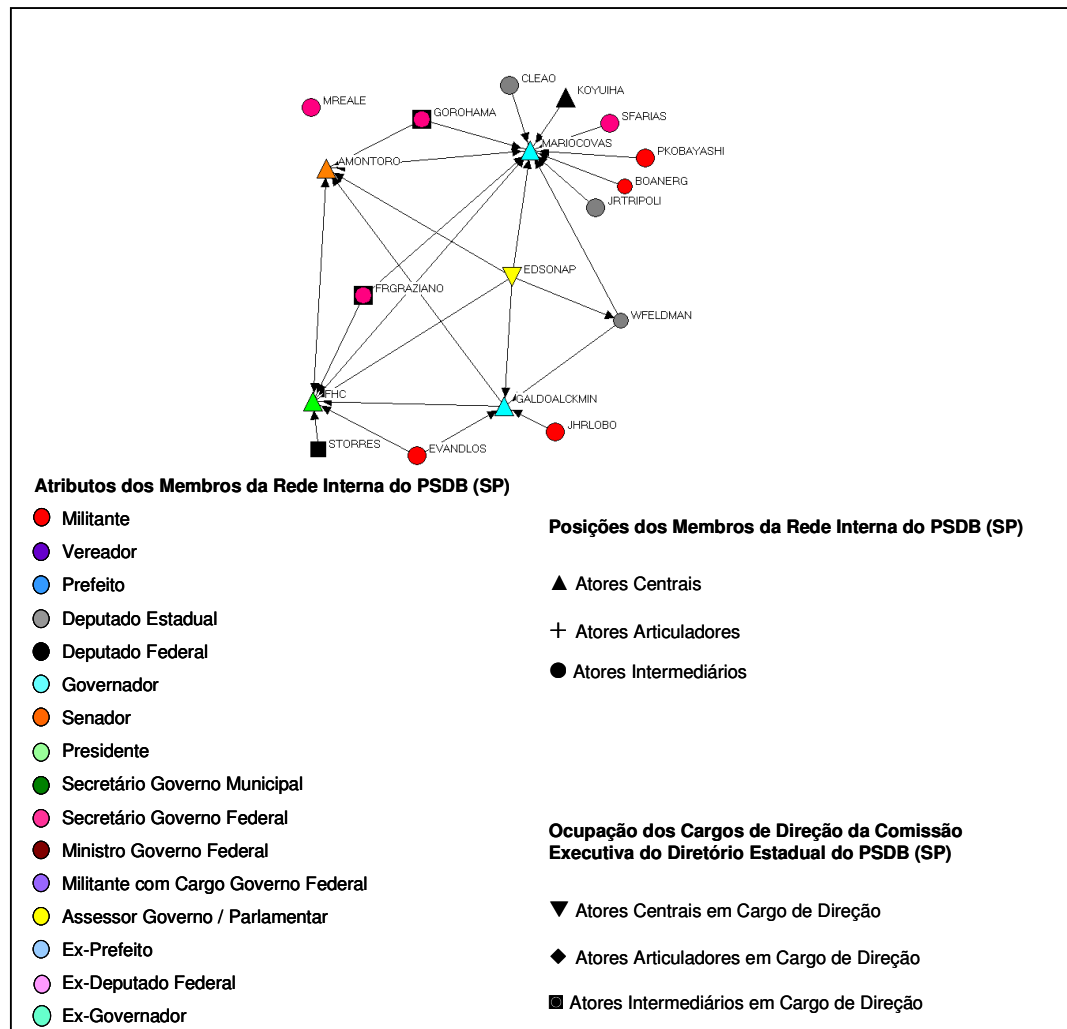 CLEAO
KOYUIHA
MREALE
GOROHAMA
SFARIAS
MARIOCOVAS
PKOBAYASHI
AMONTORO
BOANERG
JRTRIPOLI
EDSONAP
FRGRAZIANO
WFELDMAN
FHC
GALDOALCKMIN
JHRLOBO
STORRES
EVANDLOS
Atributos dos Membros da Rede Interna do PSDB (SP)
Militante
Vereador
Prefeito
Deputado Estadual
Deputado Federal
Governador
Senador
Presidente
Secretário Governo Municipal
Secretário Governo Federal
Ministro Governo Federal
Militante com Cargo Governo Federal
Assessor Governo / Parlamentar
Ex-Prefeito
Ex-Deputado Federal
Ex-Governador
Posições dos Membros da Rede Interna do PSDB (SP)
Atores Centrais
Atores Articuladores
Atores Intermediários
Ocupação dos Cargos de Direção da Comissão
Executiva do Diretório Estadual do PSDB (SP)
Atores Centrais em Cargo de Direção
Atores Articuladores em Cargo de Direção
Atores Intermediários em Cargo de Direção